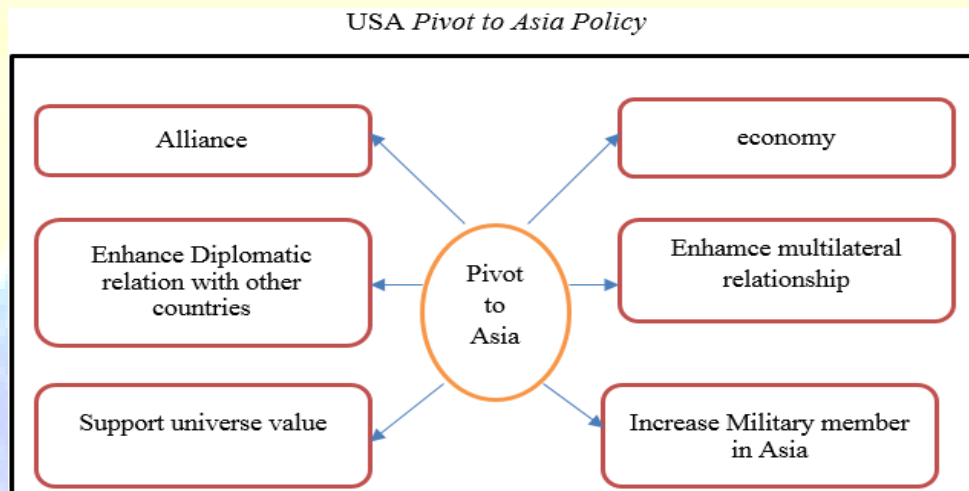 USA Pivot to Asia Policy
Alliance
economy
Enhance Diplomatic
relation with other
countries
Pivot
to
Asia
Enhamce multilateral
relationship
Support universe value
Increase Military member
in Asia